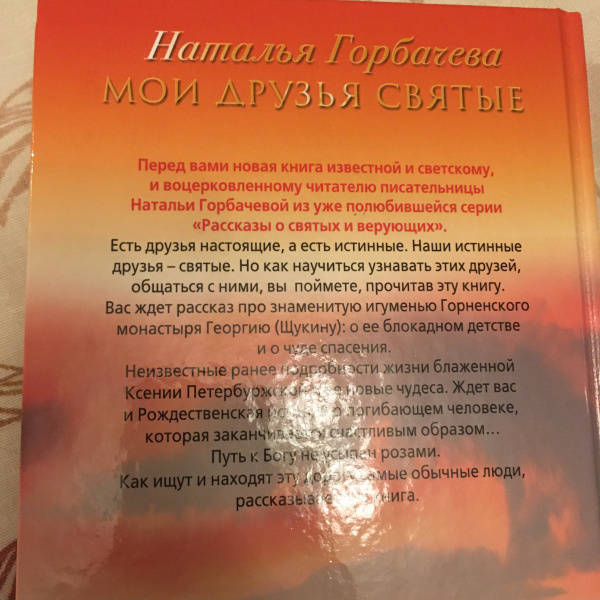 Наталья Горбачева
МОИ ДРУЗЬЯ СВЯТЫЕ
Перед вами новая книга известной и светскому,
и воцерковленному читателю писательницы
Натальи Горбачевой из уже полюбившейся серии
«Рассказы о святых и верующих».
Есть друзья настоящие, а есть истинные. Наши истинные
друзья – святые. Но как научиться узнавать этих друзей,
общаться с ними, вы поймете, прочитав эту книгу.
Вас ждет рассказ про знаменитую игуменью Горненского
монастыря Георгию (Щукину): о ее блокадном детстве
и о чуде спасения.
Неизвестные ранее подробности жизни блаженной
Ксении Петербуржской новые чудеса. Ждет вас
и Рождественская о погибающем человеке,
которая заканчивается счастливым образом...
Путь к Богу не усыпан розами.
Как ищут и находят эту дорогу самые обычные люди,
книга.